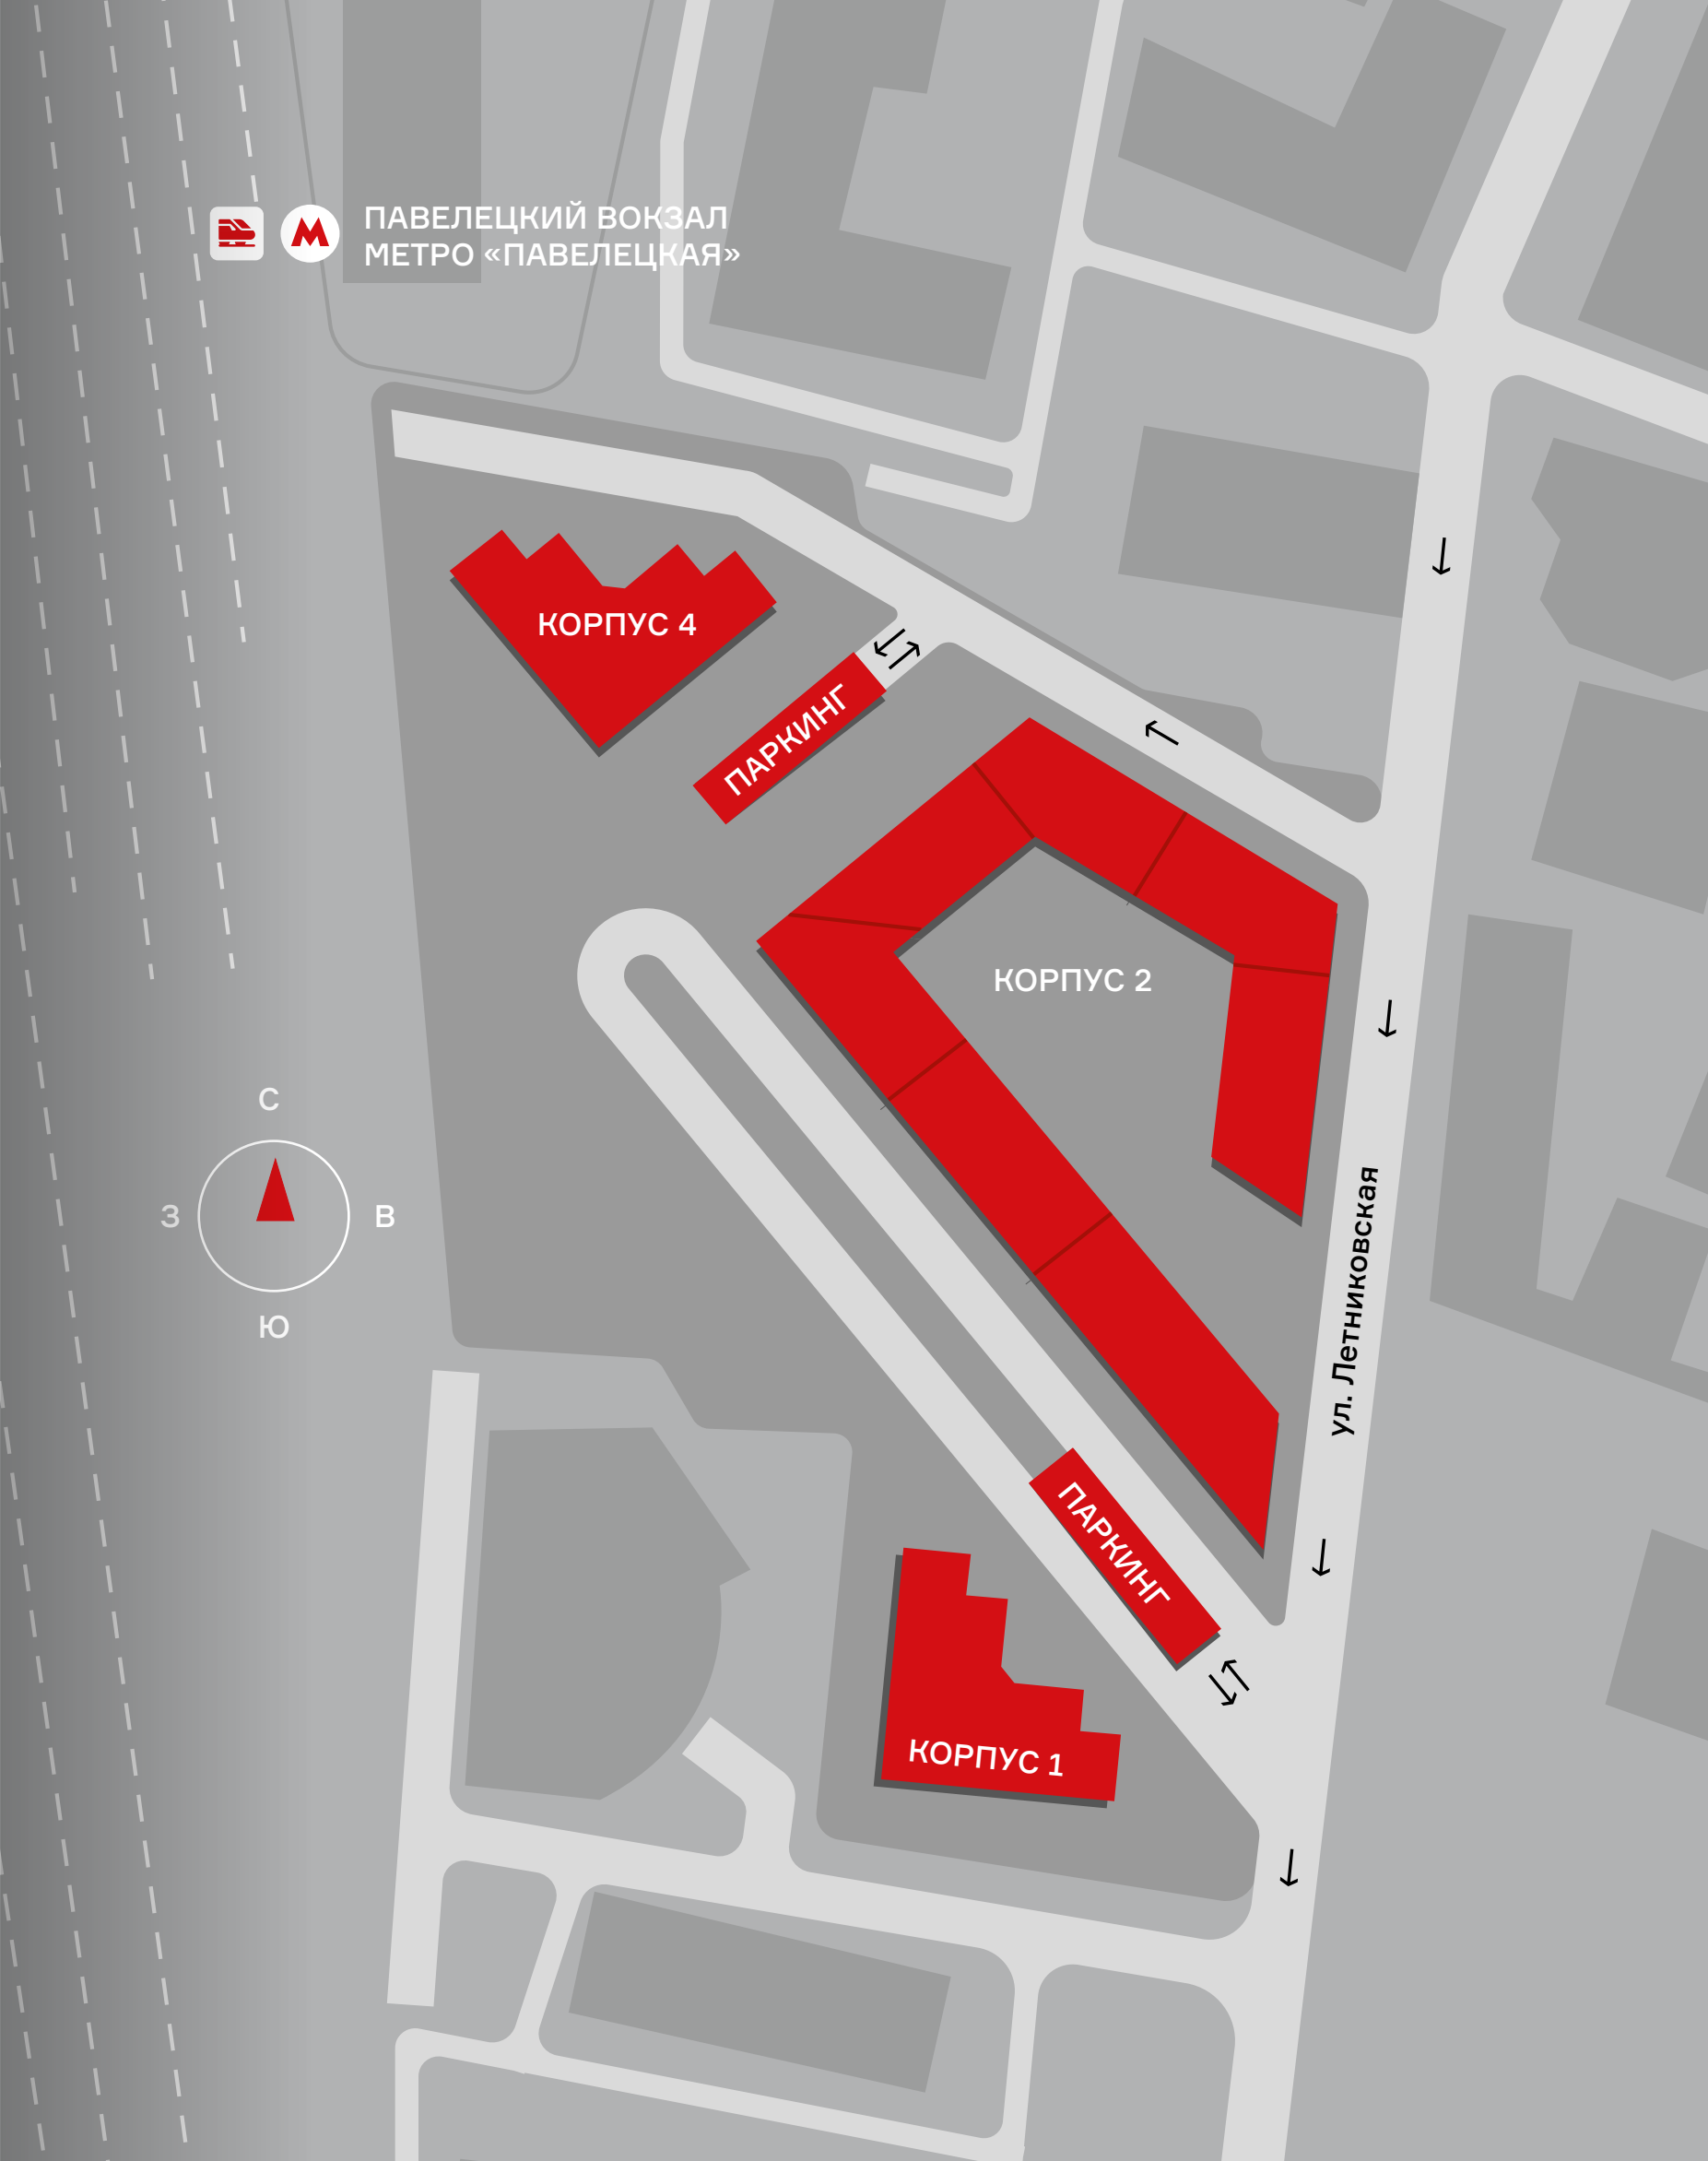 ПАВЕЛЕЦКИЙ ВОКЗАЛ
МЕТРО «ПАВЕЛЕЦКАЯ»
КОРПУС 4
ПАРКИНГ
КОРПУС 2
С
З
В
Ю
ул. Летниковская
ПАРКИНГ
КОРПУС 1